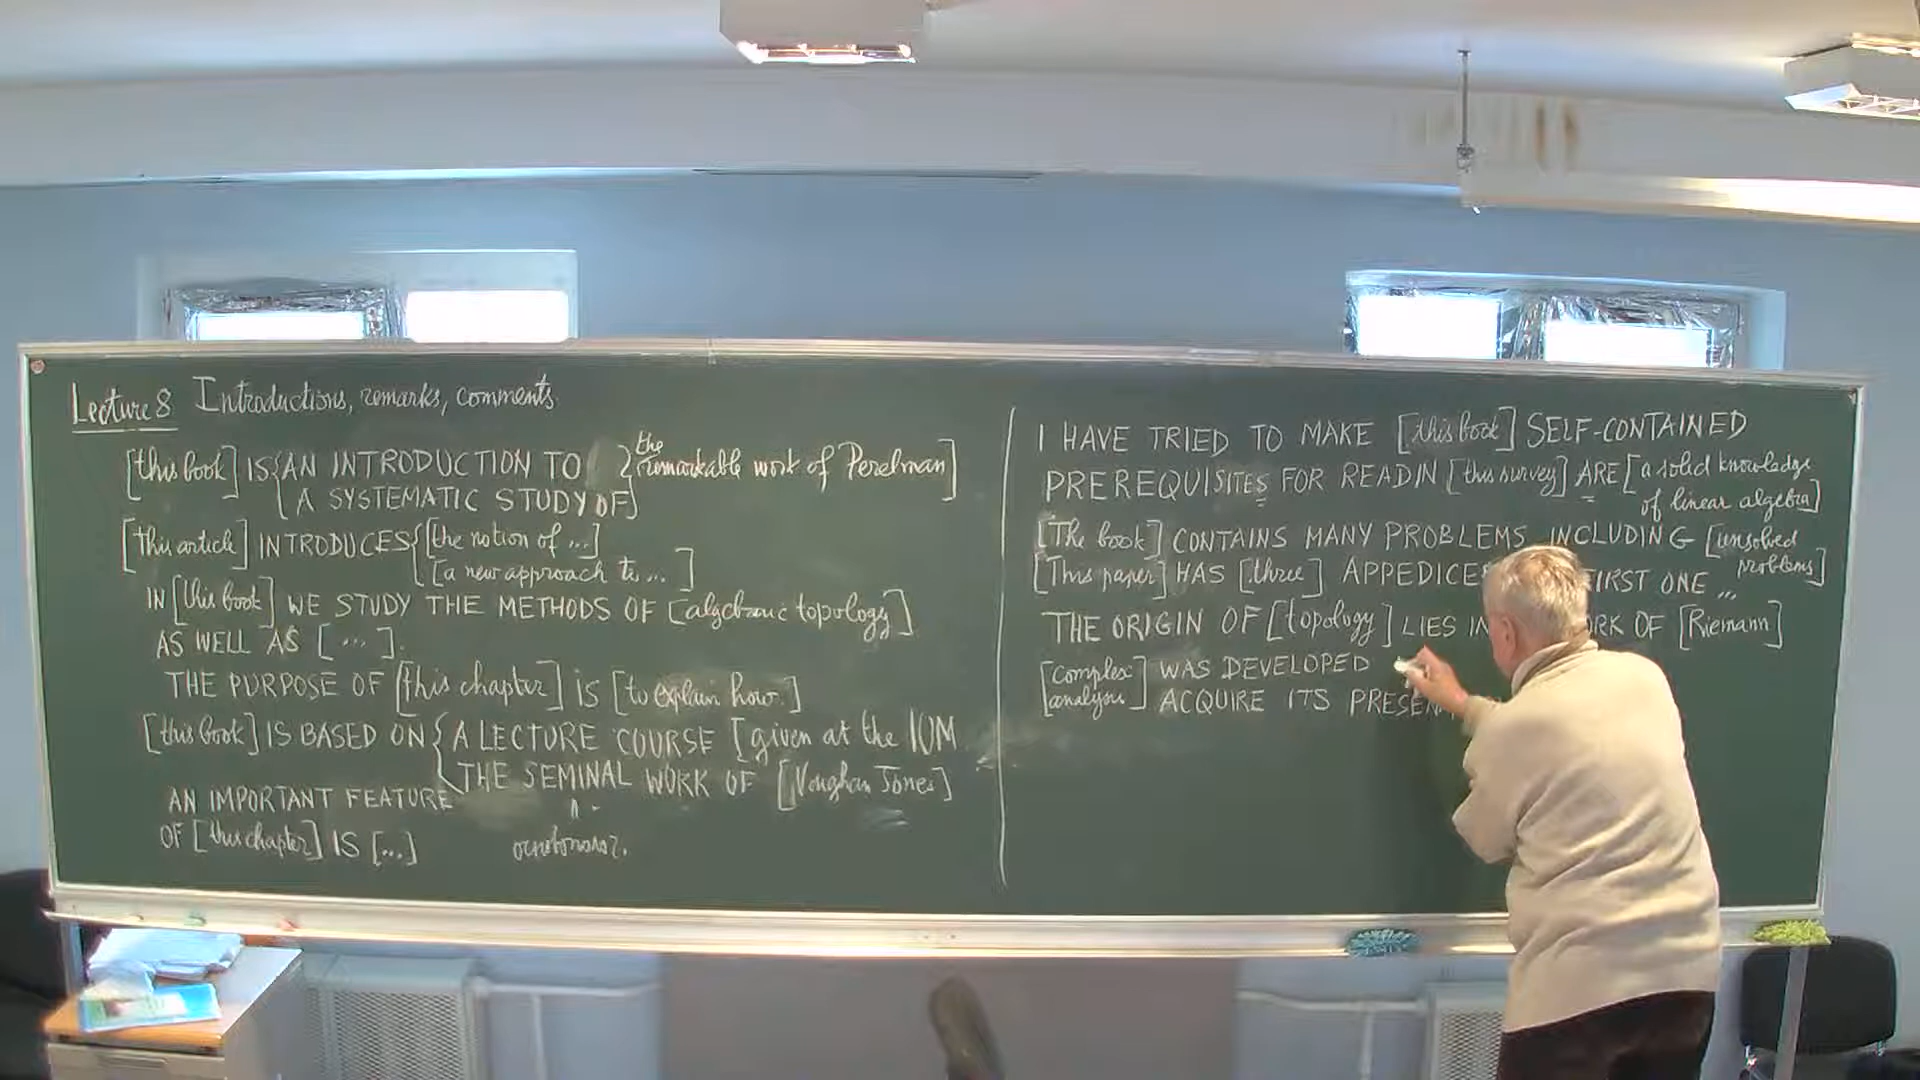 Lecture 8 Introductions, remarks, comments.
[this book] IS { AN INTRODUCTION TO } the remarkable work of Perelman]
{ A SYSTEMATIC STUDY OF }
[This article] INTRODUCES { [the notion of ...]
[a new approach to ... ]
IN [this book] WE STUDY THE METHODS OF [algebraic topology]
AS WELL AS [ ... ].
THE PURPOSE OF [this chapter] IS [to explain how.]
[this book] IS BASED ON { A LECTURE COURSE [given at the IUM
THE SEMINAL WORK OF [Vaughan Jones]
AN IMPORTANT FEATURE
OF [this chapter] IS [...]
I HAVE TRIED TO MAKE [this book] SELF-CONTAINED
PREREQUISITES FOR READIN [this survey] ARE [a solid knowledge
of linear algebra]
[The book] CONTAINS MANY PROBLEMS INCLUDING [unsolved
problems]
[This paper] HAS [three] APPEDICES FIRST ONE ...
THE ORIGIN OF [topology] LIES IN OF [Riemann]
[complex WAS DEVELOPED
analysis] ACQUIRE ITS